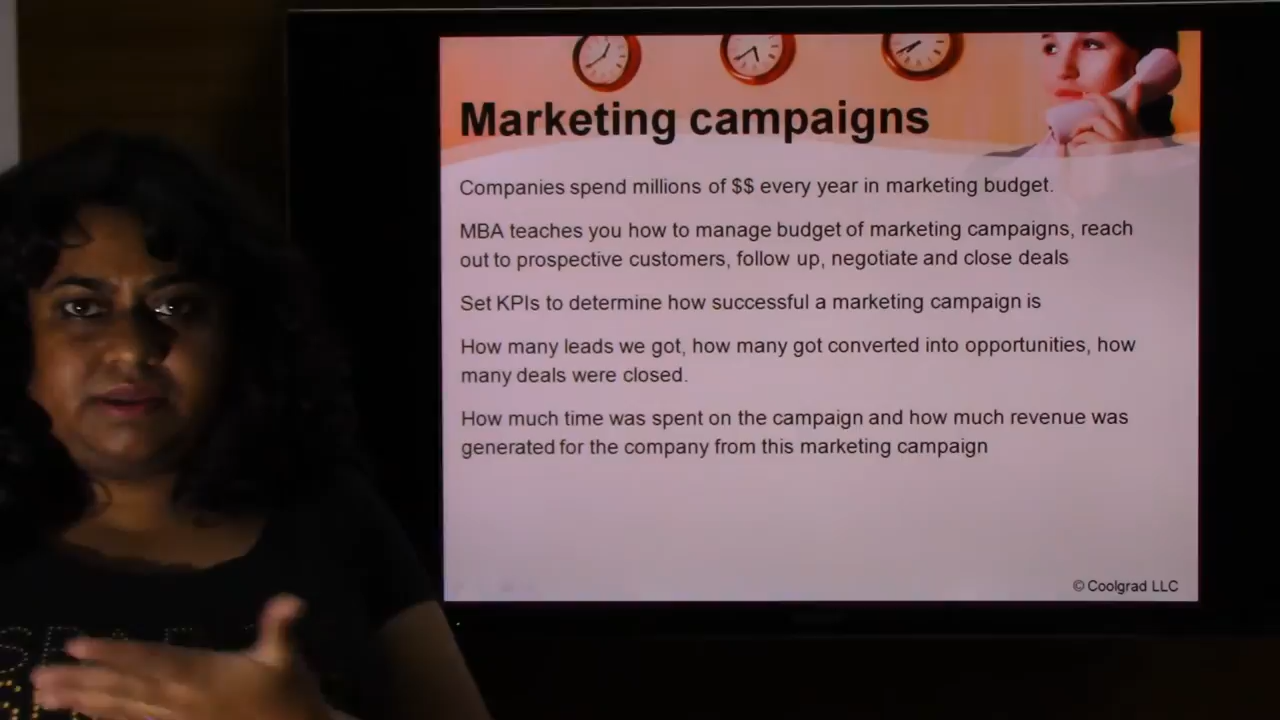 Marketing campaigns
Companies spend millions of $$ every year in marketing budget.
MBA teaches you how to manage budget of marketing campaigns, reach
out to prospective customers, follow up, negotiate and close deals
Set KPIs to determine how successful a marketing campaign is
How many leads we got, how many got converted into opportunities, how
many deals were closed.
How much time was spent on the campaign and how much revenue was
generated for the company from this marketing campaign
© Coolgrad LLC